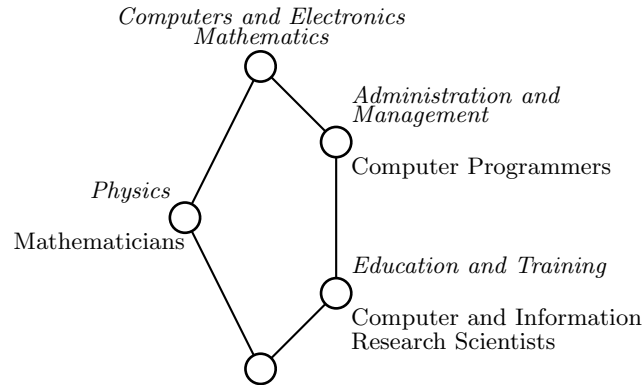 Computers and Electronics
Mathematics
Administration and
Management
Computer Programmers
Physics
Mathematicians
Education and Training
Computer and Information
Research Scientists